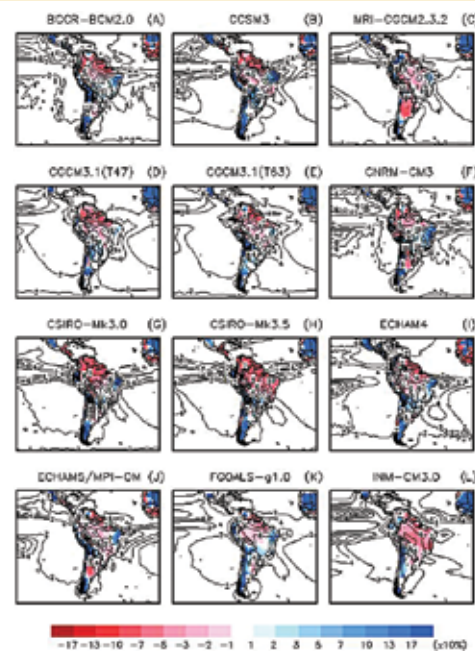 BCCR-BCM2.0 (A) CCSM3 (B) MRI-CGCM2.3.2 (C)
CGCM3.1(T47) (D) CGCM3.1(T63) (E) CNRM-CM3 (F)
CSIRO-Mk3.0 (G) CSIRO-Mk3.5 (H) ECHAM4 (I)
ECHAM5/MPI-OM (J) FGOALS-g1.0 (K) INM-CM3.0 (L)
-17 -13 -10 -7 -5 -3 -2 -1 1 2 3 5 7 10 13 17 (x10%)